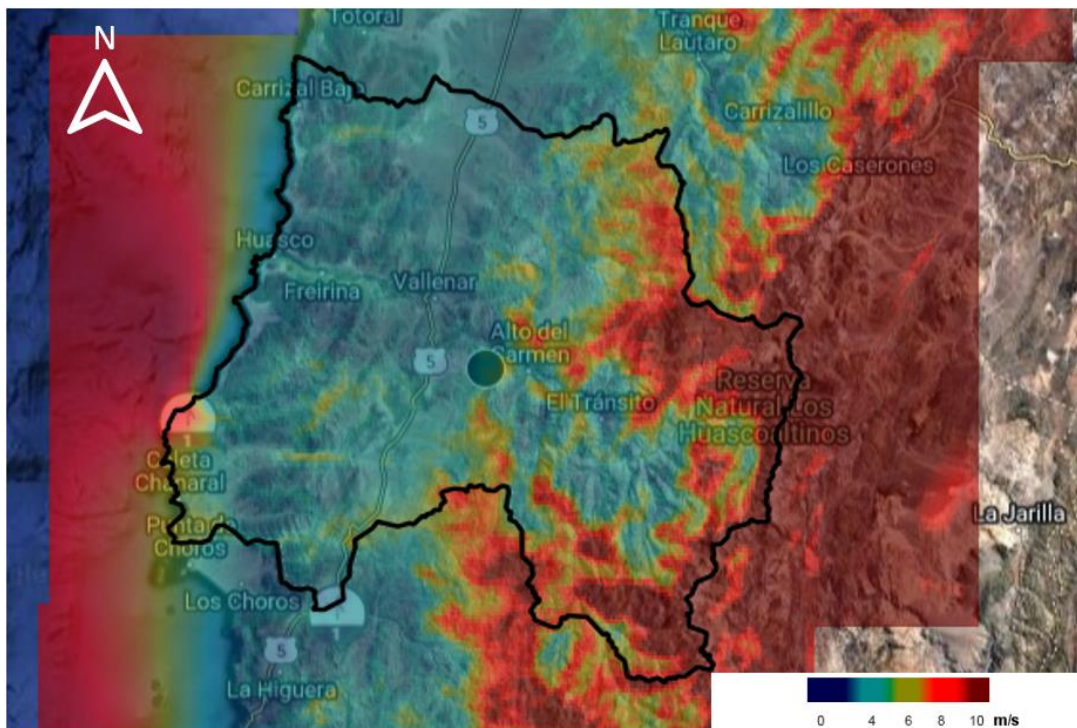 Totoral
Tranque
Lautaro
N
Carrizal Bajo
Carrizalillo
5
Los Caserones
Huasco
Vallenar
Freirina
Alto del
Carmen
5
Reserva
Natural Los
Huascoaltinos
El Tránsito
1
Caleta
Chañaral
La Jarilla
Punta de
Choros
Los Choros
1
5
La Higuera
0 4 6 8 10 m/s